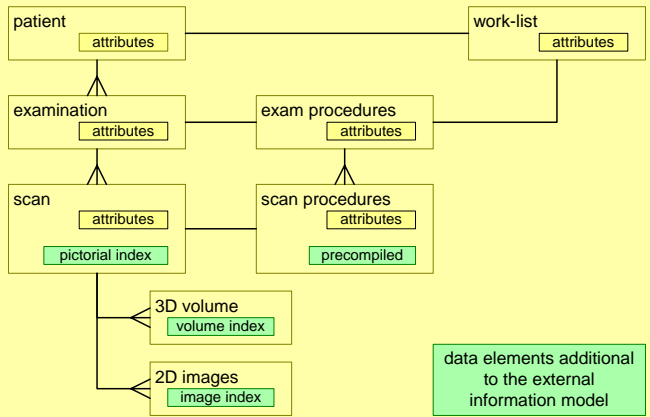 patient
attributes
work-list
attributes
examination
attributes
exam procedures
attributes
scan
attributes
pictorial index
scan procedures
attributes
precompiled
3D volume
volume index
2D images
image index
data elements additional
to the external
information model